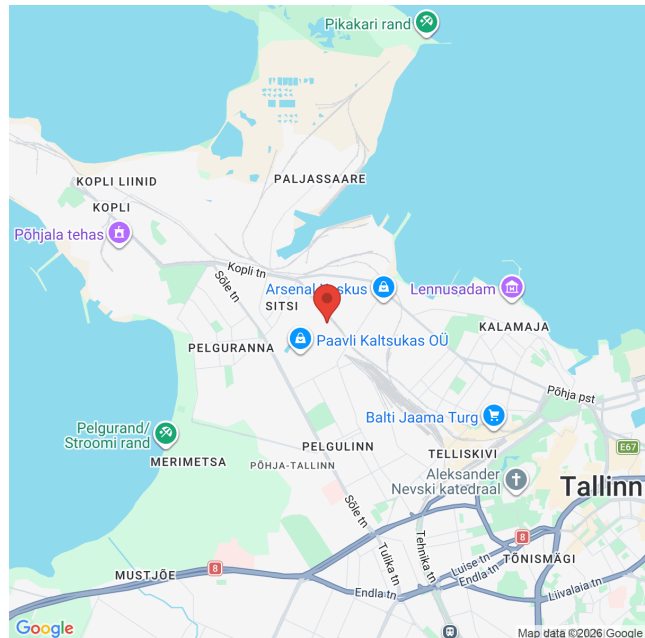 Pikakari rand
PALJASSAARE
KOPLI LIINID
KOPLI
Põhjala tehas
Kopli tn
Sõle tn
Lennusadam
SITSI
KALAMAJA
Paavli Kaltsukas OÜ
PELGURANNA
Põhja pst
Balti Jaama Turg
Pelgurand/
Stroomi rand
E67
PELGULINN
TELLISKIVI
MERIMETSA
PÕHJA-TALLINN
Aleksander
Nevski katedraal
Tallinn
Sõle tn
8
Tehnika tn
Tulika tn
TÕNISMÄGI
Luise tn
8
MUSTJÕE
Endla tn
Endla tn
Liivalaia tn
Google
Map data ©2026 Google